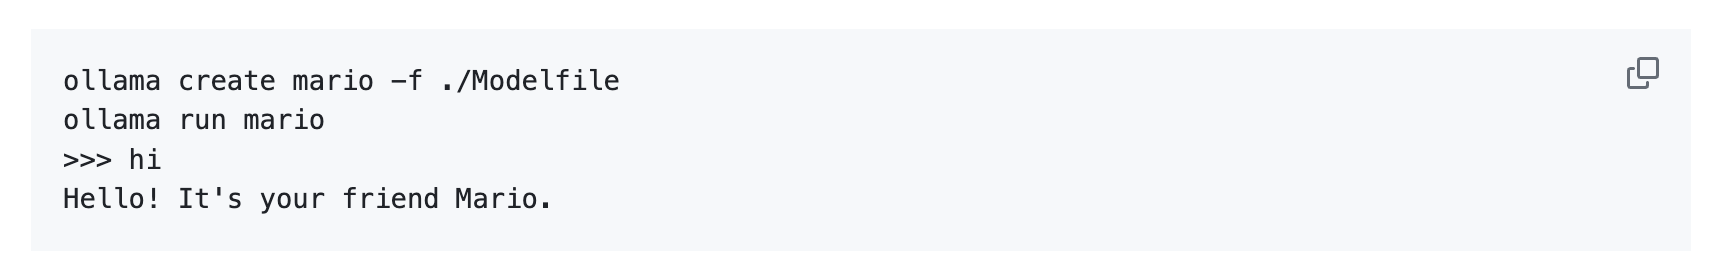 ollama create mario -f ./Modelfile
ollama run mario
>>> hi
Hello! It's your friend Mario.